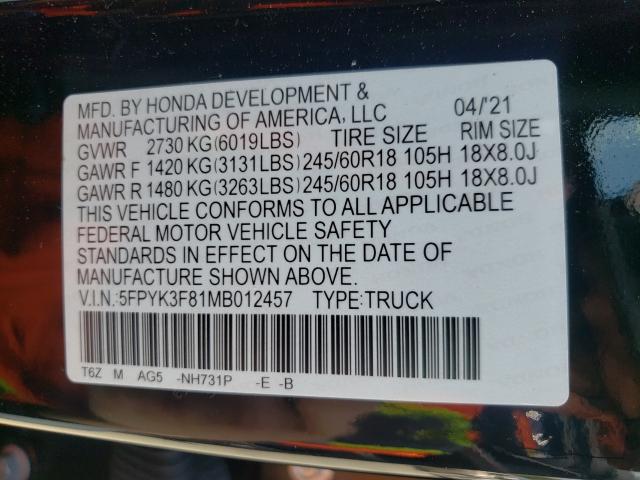 MFD. BY HONDA DEVELOPMENT &
MANUFACTURING OF AMERICA, LLC 04/'21
GVWR 2730 KG(6019LBS) TIRE SIZE RIM SIZE
GAWR F 1420 KG(3131LBS) 245/60R18 105H 18X8.0J
GAWR R 1480 KG(3263LBS) 245/60R18 105H 18X8.0J
THIS VEHICLE CONFORMS TO ALL APPLICABLE
FEDERAL MOTOR VEHICLE SAFETY
STANDARDS IN EFFECT ON THE DATE OF
MANUFACTURE SHOWN ABOVE.
V.I.N.:5FPYK3F81MB012457 TYPE:TRUCK
T6Z M AG5 -NH731P -E -B